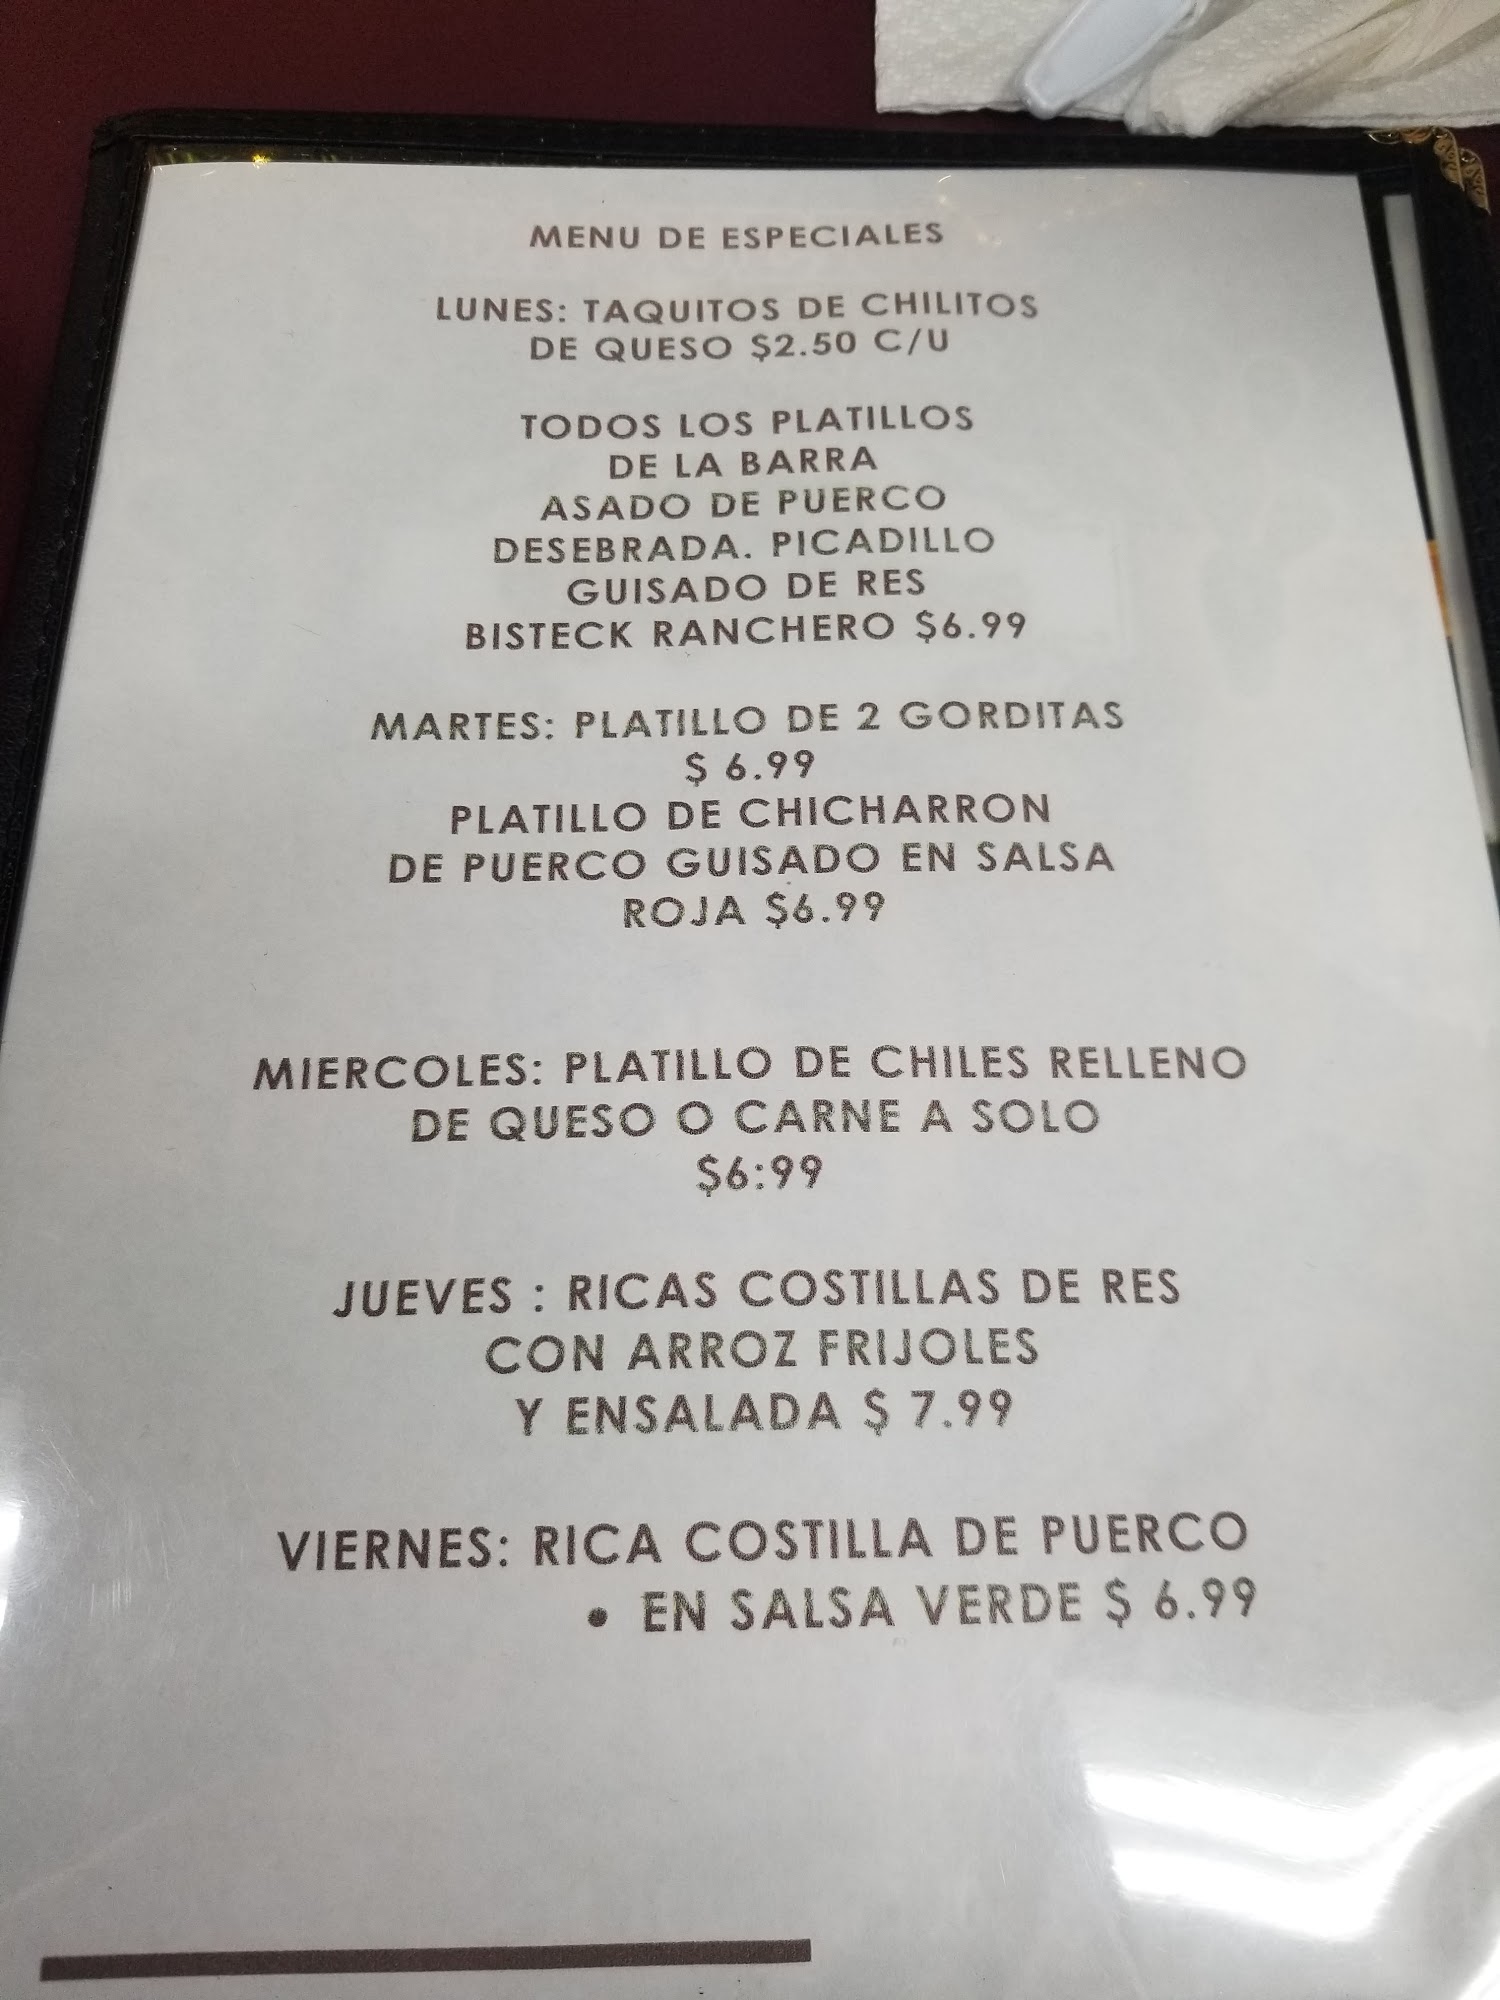 MENU DE ESPECIALES
LUNES: TAQUITOS DE CHILITOS
DE QUESO $2.50 C/U
TODOS LOS PLATILLOS
DE LA BARRA
ASADO DE PUERCO
DESEBRADA. PICADILLO
GUISADO DE RES
BISTECK RANCHERO $6.99
MARTES: PLATILLO DE 2 GORDITAS
$ 6.99
PLATILLO DE CHICHARRON
DE PUERCO GUISADO EN SALSA
ROJA $6.99
MIERCOLES: PLATILLO DE CHILES RELLENO
DE QUESO O CARNE A SOLO
$6:99
JUEVES : RICAS COSTILLAS DE RES
CON ARROZ FRIJOLES
Y ENSALADA $ 7.99
VIERNES: RICA COSTILLA DE PUERCO
• EN SALSA VERDE $ 6.99